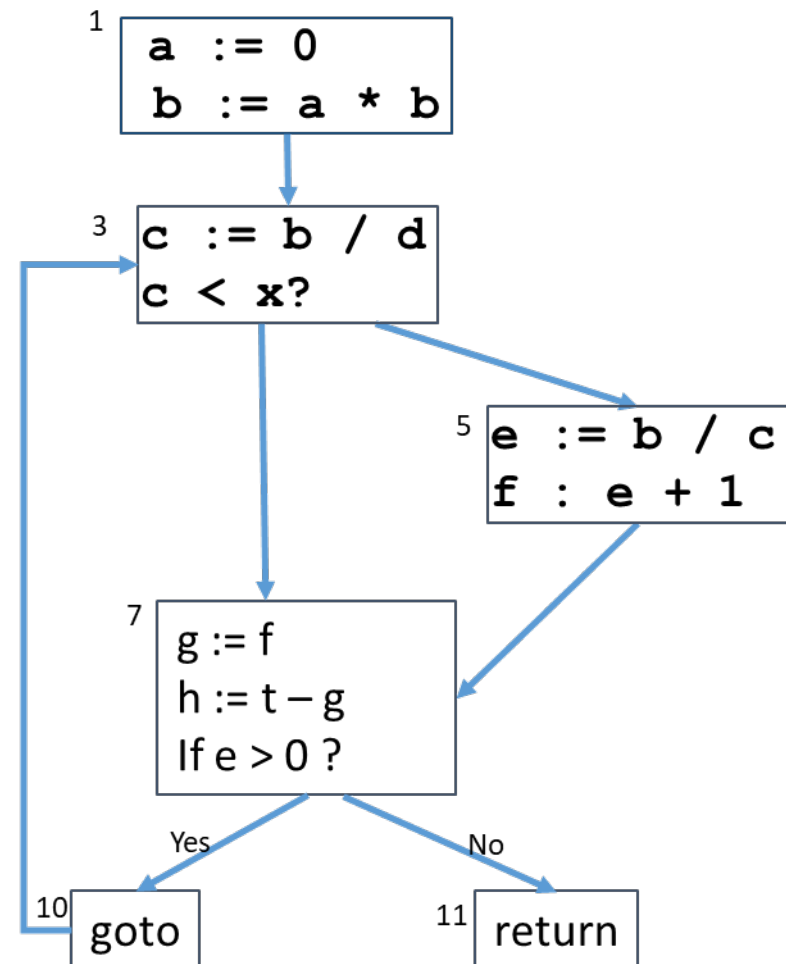 1
a := 0
b := a * b
3
c := b / d
c < x?
5
e := b / c
f : e + 1
7
g := f
h := t – g
If e > 0 ?
Yes
No
10
goto
11
return